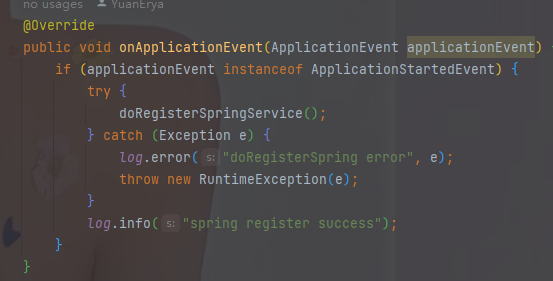 no usages YuanErya
@Override
public void onApplicationEvent(ApplicationEvent applicationEvent) {
if (applicationEvent instanceof ApplicationStartedEvent) {
try {
doRegisterSpringService();
} catch (Exception e) {
log.error( s: "doRegisterSpring error", e);
throw new RuntimeException(e);
}
log.info( s: "spring register success");
}
}